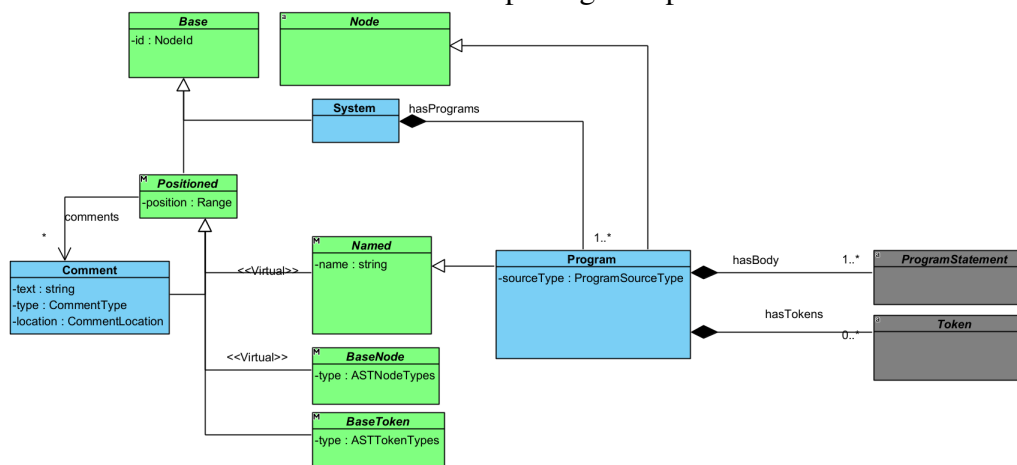 Base
-id : NodeId
a
Node
System
hasPrograms
M
Positioned
-position : Range
comments
*
Comment
-text : string
-type : CommentType
-location : CommentLocation
<<Virtual>>
M
Named
-name : string
1..*
Program
-sourceType : ProgramSourceType
hasBody
1..*
a
ProgramStatement
hasTokens
0..*
a
Token
<<Virtual>>
M
BaseNode
-type : ASTNodeTypes
M
BaseToken
-type : ASTTokenTypes